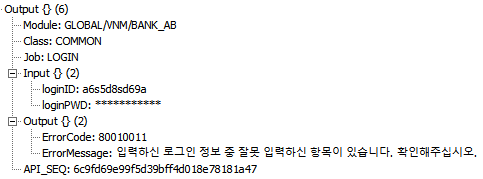 Output {} (6)
Module: GLOBAL/VNM/BANK_AB
Class: COMMON
Job: LOGIN
Input {} (2)
loginID: a6s5d8sd69a
loginPWD: ***********
Output {} (2)
ErrorCode: 80010011
ErrorMessage: 입력하신 로그인 정보 중 잘못 입력하신 항목이 있습니다. 확인해주십시오.
API_SEQ: 6c9fd69e99f5d39bff4d018e78181a47